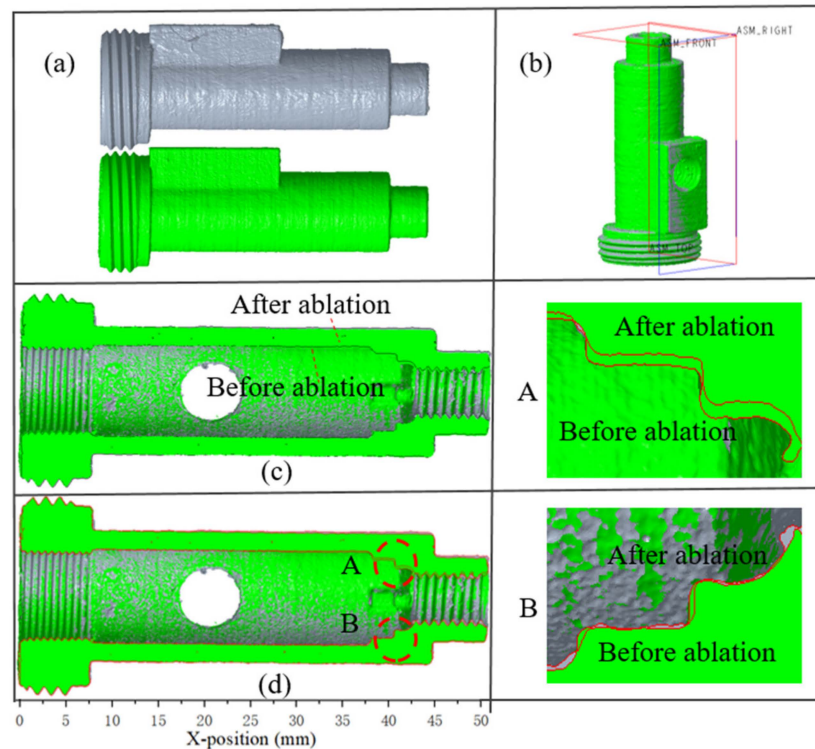 (a)
(b)
ASM_RIGHT
ASM_FRONT
ASM_TOP
After ablation
Before ablation
(c)
A
After ablation
Before ablation
A
B
(d)
B
After ablation
Before ablation
0 5 10 15 20 25 30 35 40 45 50
X-position (mm)